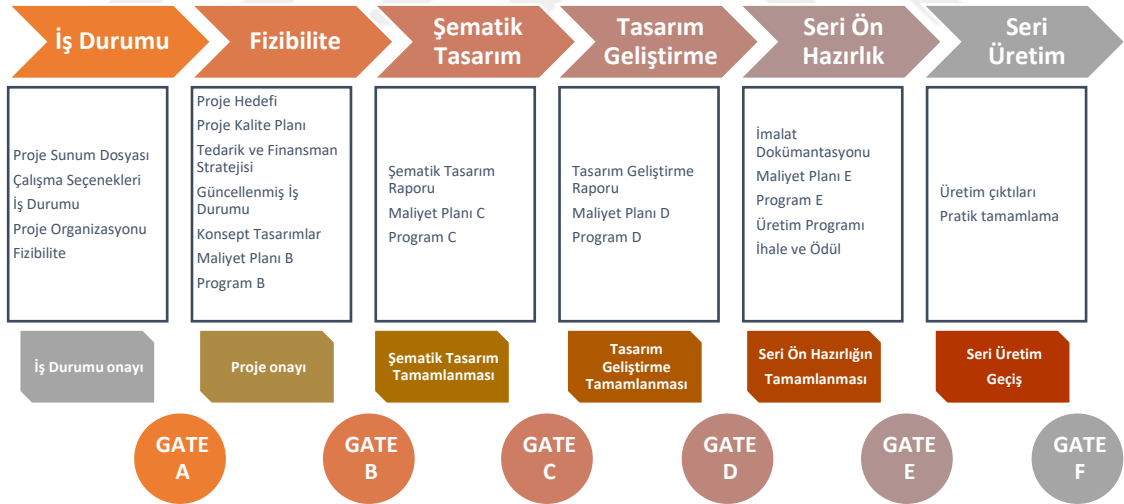 İş Durumu
Fizibilite
Şematik
Tasarım
Tasarım
Geliştirme
Seri Ön
Hazırlık
Seri
Üretim
Proje Sunum Dosyası
Çalışma Seçenekleri
İş Durumu
Proje Organizasyonu
Fizibilite
Proje Hedefi
Proje Kalite Planı
Tedarik ve Finansman
Stratejisi
Güncellenmiş İş
Durumu
Konsept Tasarımlar
Maliyet Planı B
Program B
Şematik Tasarım
Raporu
Maliyet Planı C
Program C
Tasarım Geliştirme
Raporu
Maliyet Planı D
Program D
İmalat
Dokümantasyonu
Maliyet Planı E
Program E
Üretim Programı
İhale ve Ödül
Üretim çıktıları
Pratik tamamlama
İş Durumu onayı
Proje onayı
Şematik Tasarım
Tamamlanması
Tasarım
Geliştirme
Tamamlanması
Seri Ön Hazırlığın
Tamamlanması
Seri Üretim
Geçiş
GATE
A
GATE
B
GATE
C
GATE
D
GATE
E
GATE
F